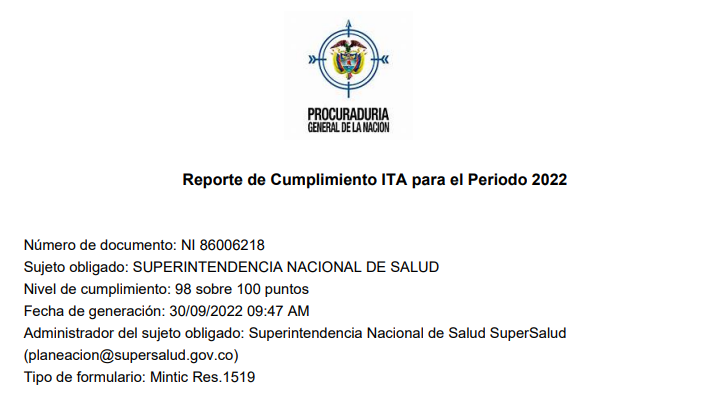 PROCURADURIA
GENERAL DE LA NACION
Reporte de Cumplimiento ITA para el Periodo 2022
Número de documento: NI 86006218
Sujeto obligado: SUPERINTENDENCIA NACIONAL DE SALUD
Nivel de cumplimiento: 98 sobre 100 puntos
Fecha de generación: 30/09/2022 09:47 AM
Administrador del sujeto obligado: Superintendencia Nacional de Salud SuperSalud
(planeacion@supersalud.gov.co)
Tipo de formulario: Mintic Res.1519